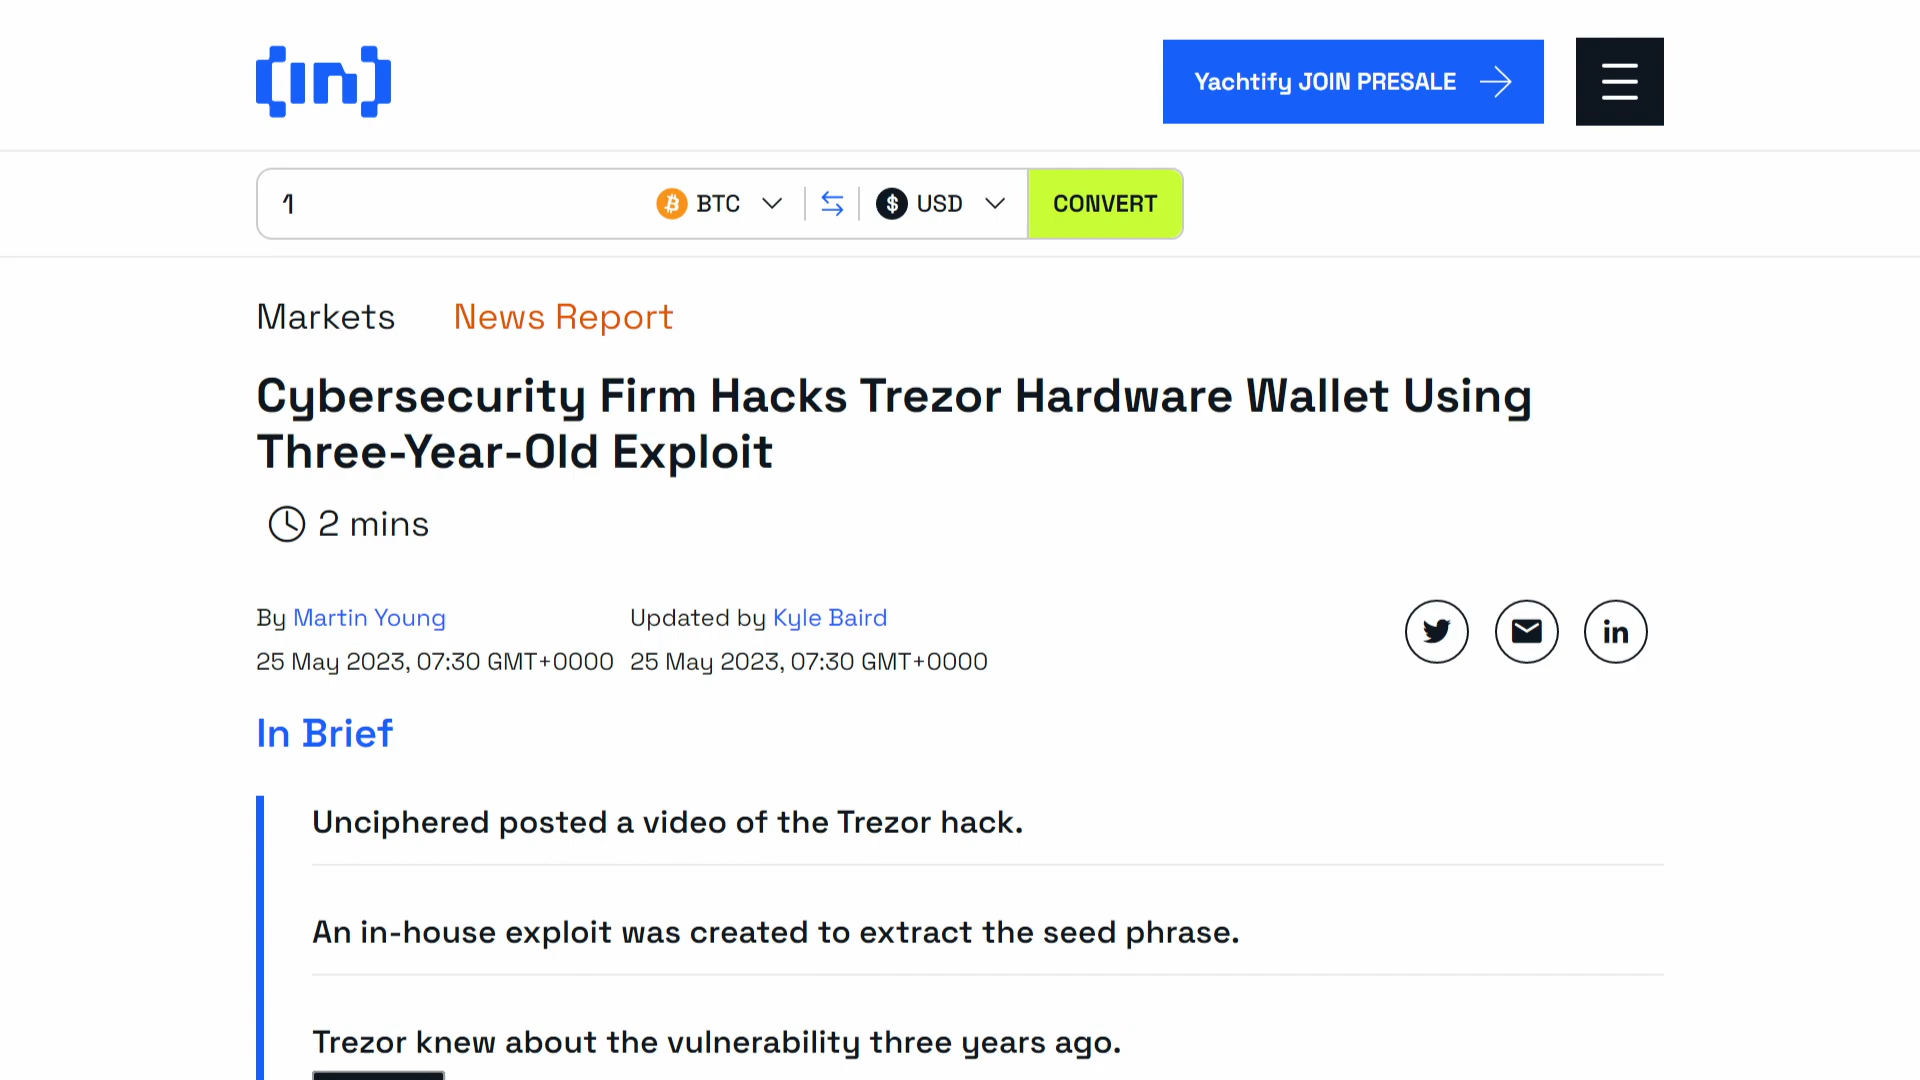 [in]
Yachtify JOIN PRESALE
1
BTC
$ USD
CONVERT
Markets News Report
Cybersecurity Firm Hacks Trezor Hardware Wallet Using
Three-Year-Old Exploit
2 mins
By Martin Young Updated by Kyle Baird
25 May 2023, 07:30 GMT+0000 25 May 2023, 07:30 GMT+0000
in
In Brief
Unciphered posted a video of the Trezor hack.
An in-house exploit was created to extract the seed phrase.
Trezor knew about the vulnerability three years ago.